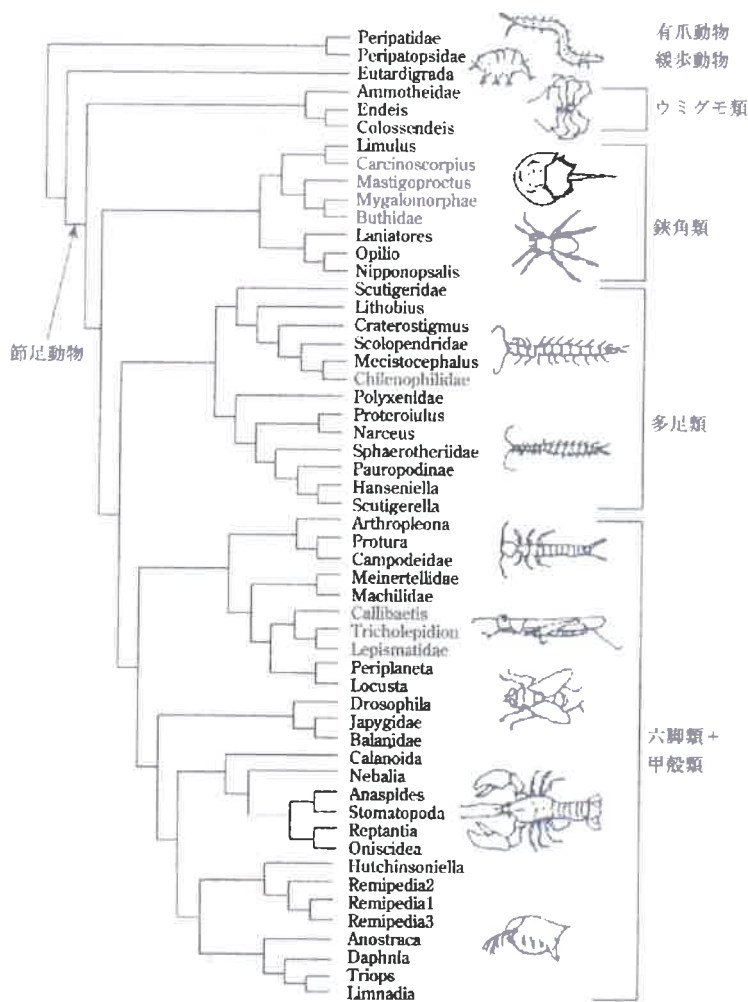 Peripatidae
Peripatopsidae
Eutardigrada
Ammotheidae
Endeis
Colossendeis
Limulus
Carcinoscorpius
Mastigoproctus
Mygalomorphae
Buthidae
Laniatores
Opilio
Nipponopsalis
Scutigeridae
Lithobius
Craterostigmus
Scolopendridae
Mecistocephalus
Chilenophilidae
Polyxenidae
Proteroiulus
Narceus
Sphaerotheriidae
Pauropodinae
Hanseniella
Scutigerella
Arthropleona
Protura
Campodeidae
Meinertellidae
Machilidae
Callibaetis
Tricholepidion
Lepismatidae
Periplaneta
Locusta
Drosophila
Japygidae
Balanidae
Calanoida
Nebalia
Anaspides
Stomatopoda
Reptantia
Oniscidea
Hutchinsoniella
Remipedia2
Remipedia1
Remipedia3
Anostraca
Daphnia
Triops
Limnadia
節足動物
有爪動物
緩歩動物
ウミグモ類
鋏角類
多足類
六脚類+
甲殻類